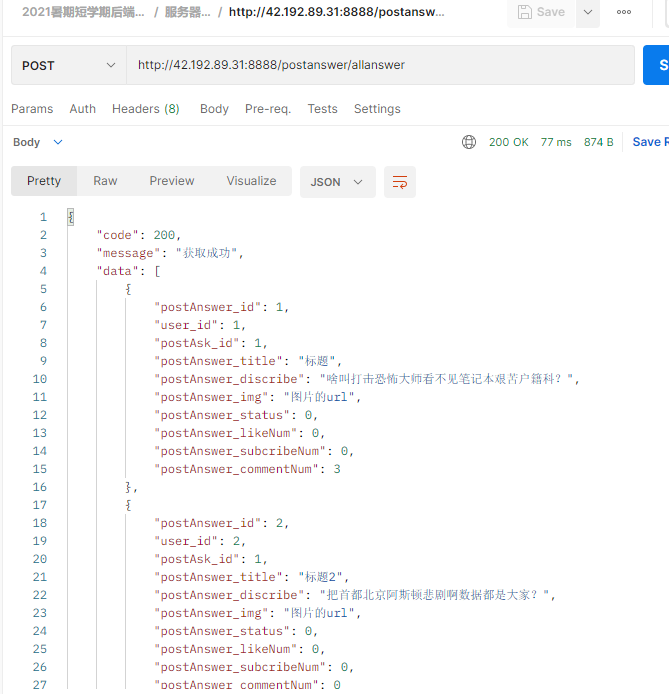 2021暑期短学期后端... / 服务器... / http://42.192.89.31:8888/postansw... Save
POST http://42.192.89.31:8888/postanswer/allanswer S
Params Auth Headers (8) Body Pre-req. Tests Settings
Body 200 OK 77 ms 874 B Save R
Pretty Raw Preview Visualize JSON
1 {
2 "code": 200,
3 "message": "获取成功",
4 "data": [
5 {
6 "postAnswer_id": 1,
7 "user_id": 1,
8 "postAsk_id": 1,
9 "postAnswer_title": "标题",
10 "postAnswer_discribe": "啥叫打击恐怖大师看不见笔记本艰苦户籍科？",
11 "postAnswer_img": "图片的url",
12 "postAnswer_status": 0,
13 "postAnswer_likeNum": 0,
14 "postAnswer_subcribeNum": 0,
15 "postAnswer_commentNum": 3
16 },
17 {
18 "postAnswer_id": 2,
19 "user_id": 2,
20 "postAsk_id": 1,
21 "postAnswer_title": "标题2",
22 "postAnswer_discribe": "把首都北京阿斯顿悲剧啊数据都是大家？",
23 "postAnswer_img": "图片的url",
24 "postAnswer_status": 0,
25 "postAnswer_likeNum": 0,
26 "postAnswer_subcribeNum": 0,
27 "postAnswer_commentNum": 0